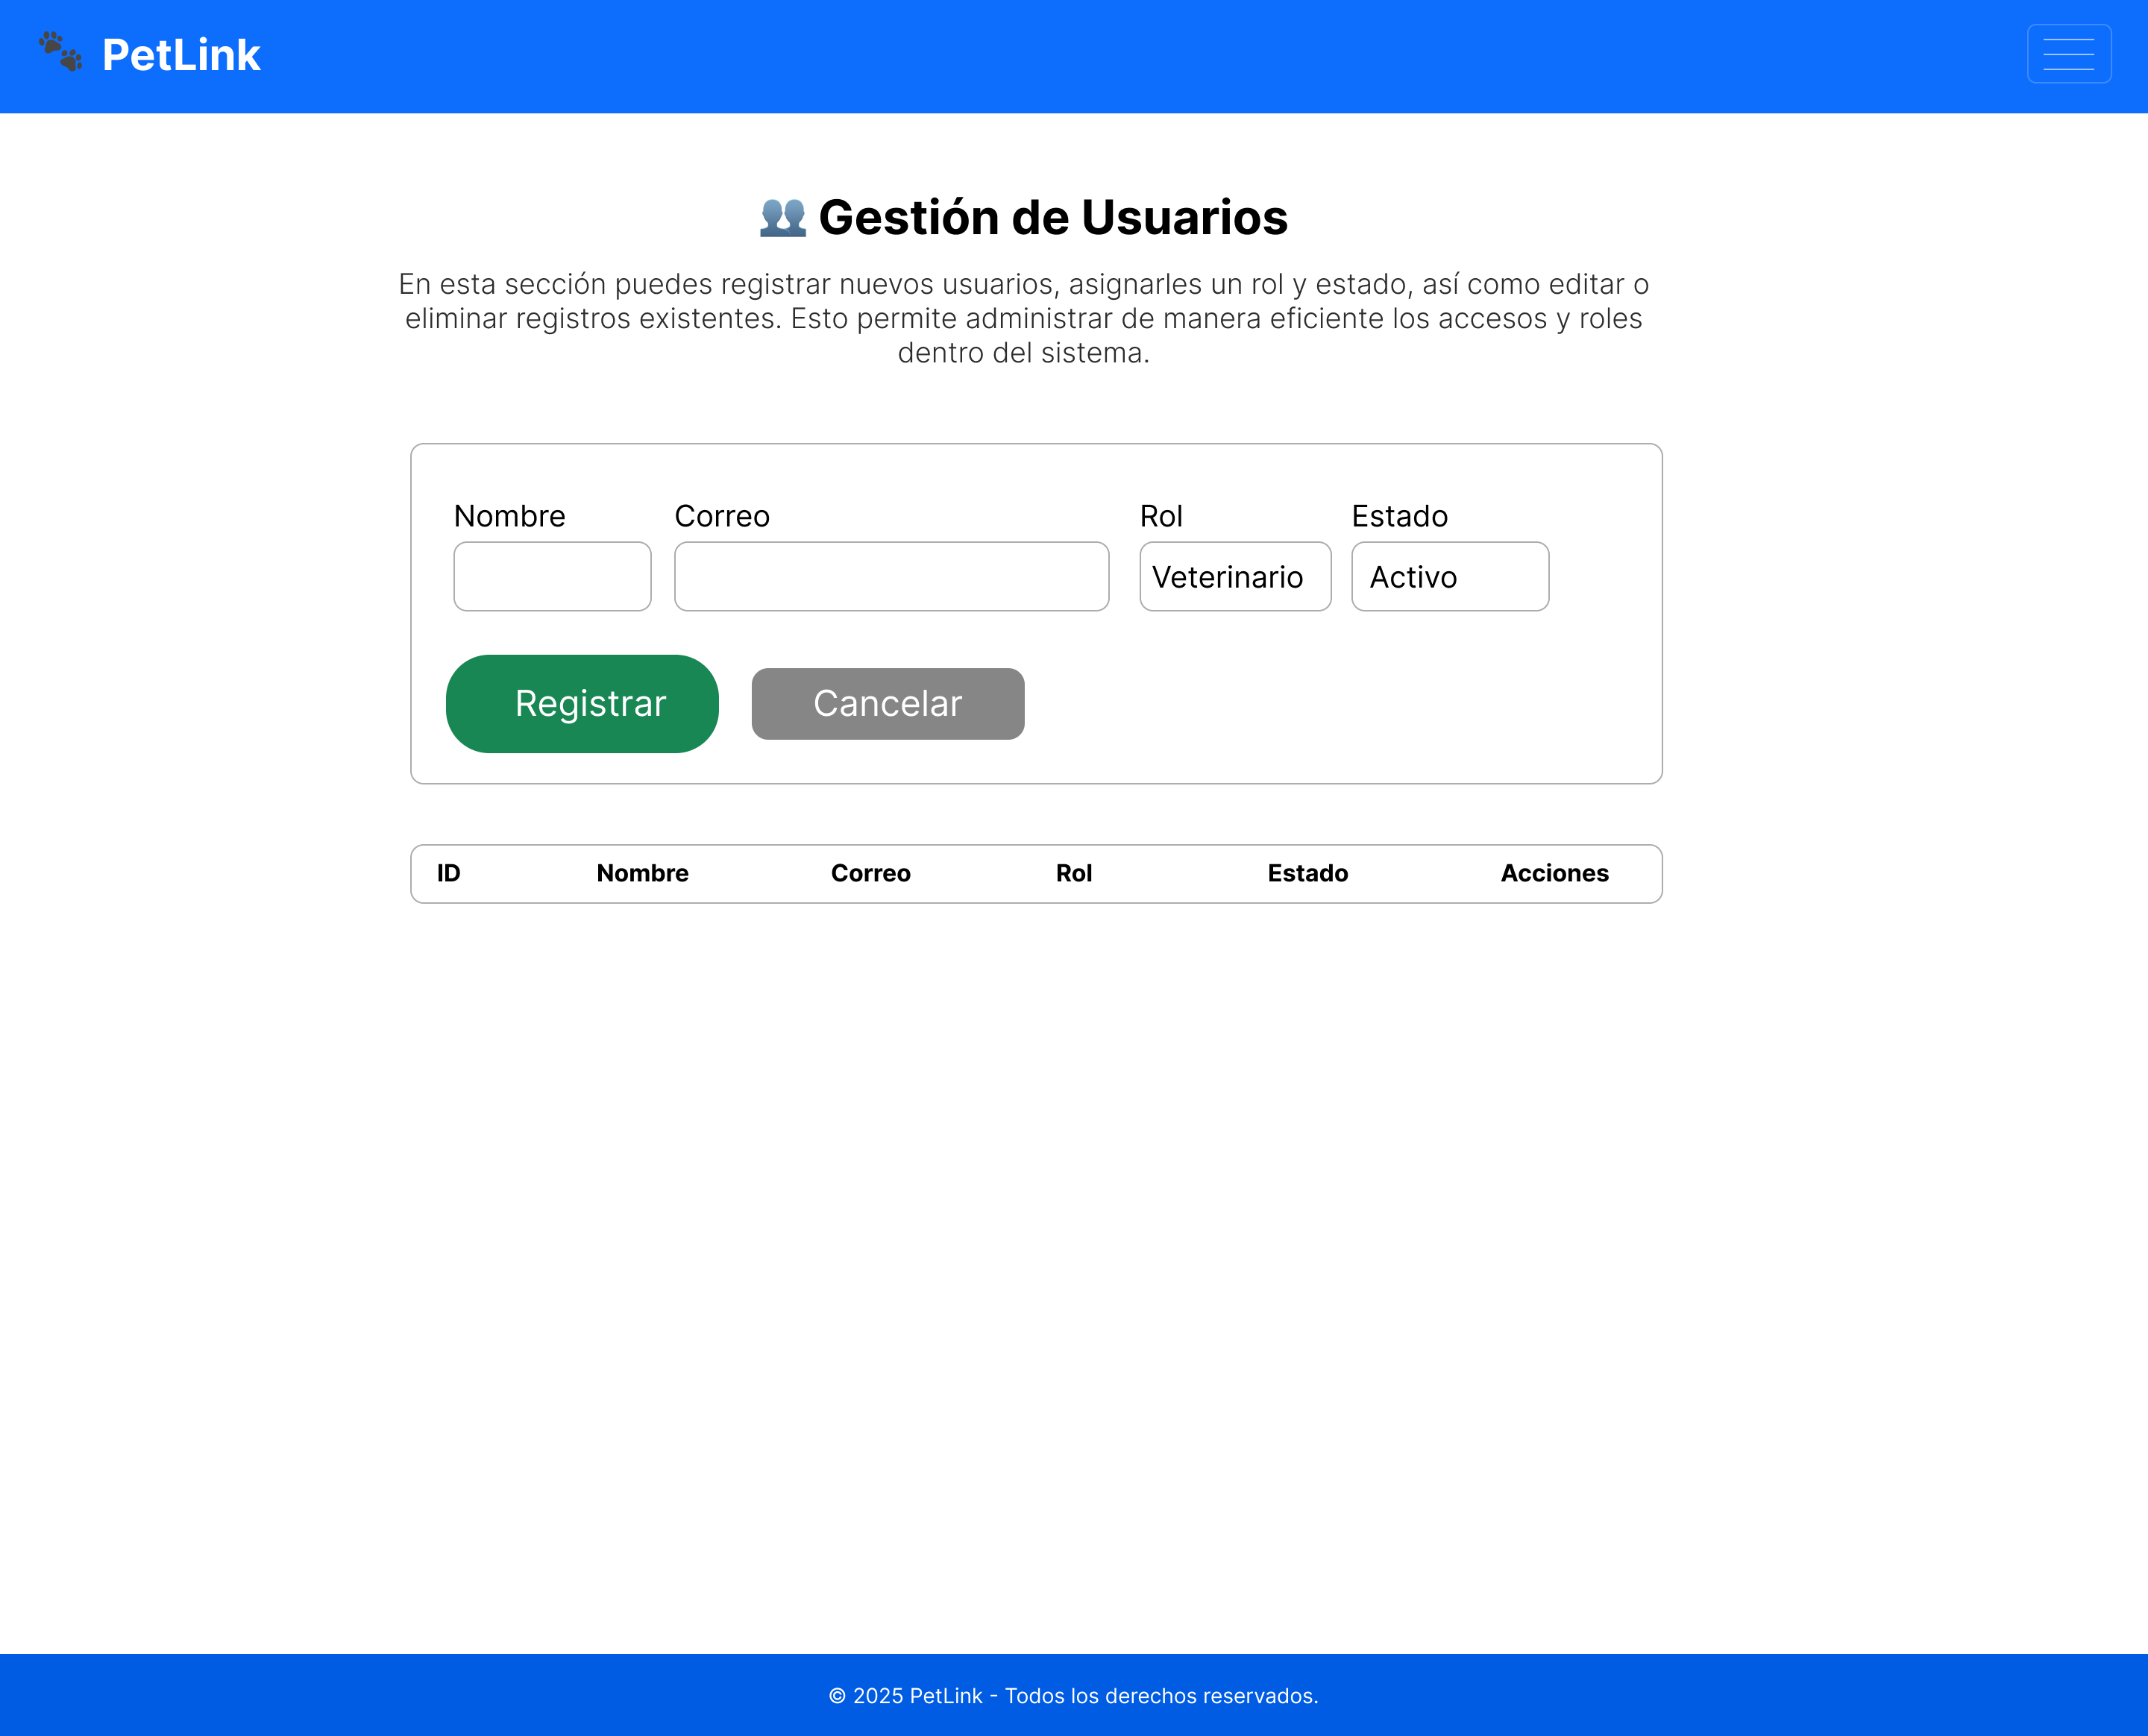 PetLink
Gestión de Usuarios
En esta sección puedes registrar nuevos usuarios, asignarles un rol y estado, así como editar o
eliminar registros existentes. Esto permite administrar de manera eficiente los accesos y roles
dentro del sistema.
Nombre Correo Rol Estado
Veterinario Activo
Registrar Cancelar
ID Nombre Correo Rol Estado Acciones
© 2025 PetLink - Todos los derechos reservados.